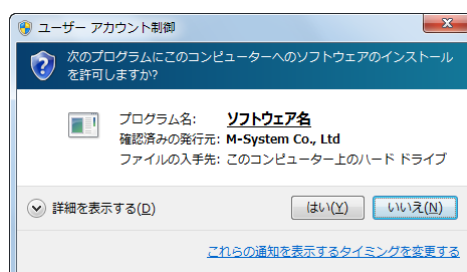 ユーザー アカウント制御
次のプログラムにこのコンピューターへのソフトウェアのインストール
を許可しますか?
プログラム名: ソフトウェア名
確認済みの発行元: M-System Co., Ltd
ファイルの入手先: このコンピューター上のハード ドライブ
詳細を表示する(D)
はい(Y)
いいえ(N)
これらの通知を表示するタイミングを変更する